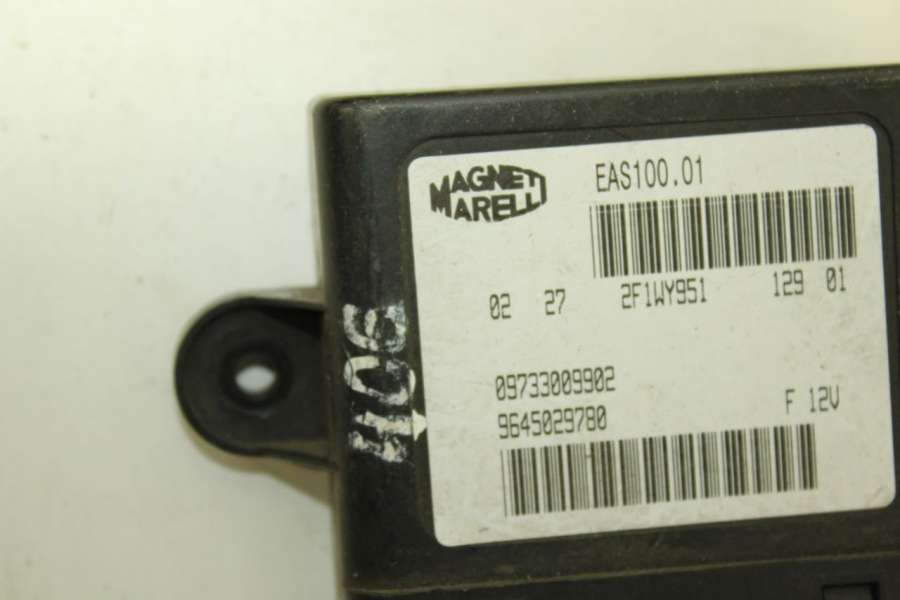 MAGNETI
MARELLI
EAS100.01
02 27 2F1WY951 129 01
09733009902
9645029780
F 12V
406